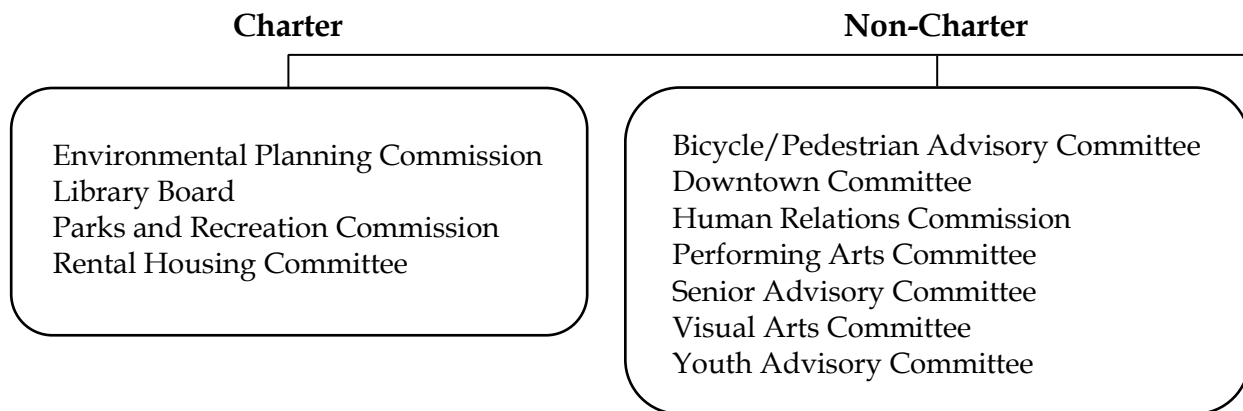 Charter
Environmental Planning Commission
Library Board
Parks and Recreation Commission
Rental Housing Committee
Non-Charter
Bicycle/Pedestrian Advisory Committee
Downtown Committee
Human Relations Commission
Performing Arts Committee
Senior Advisory Committee
Visual Arts Committee
Youth Advisory Committee